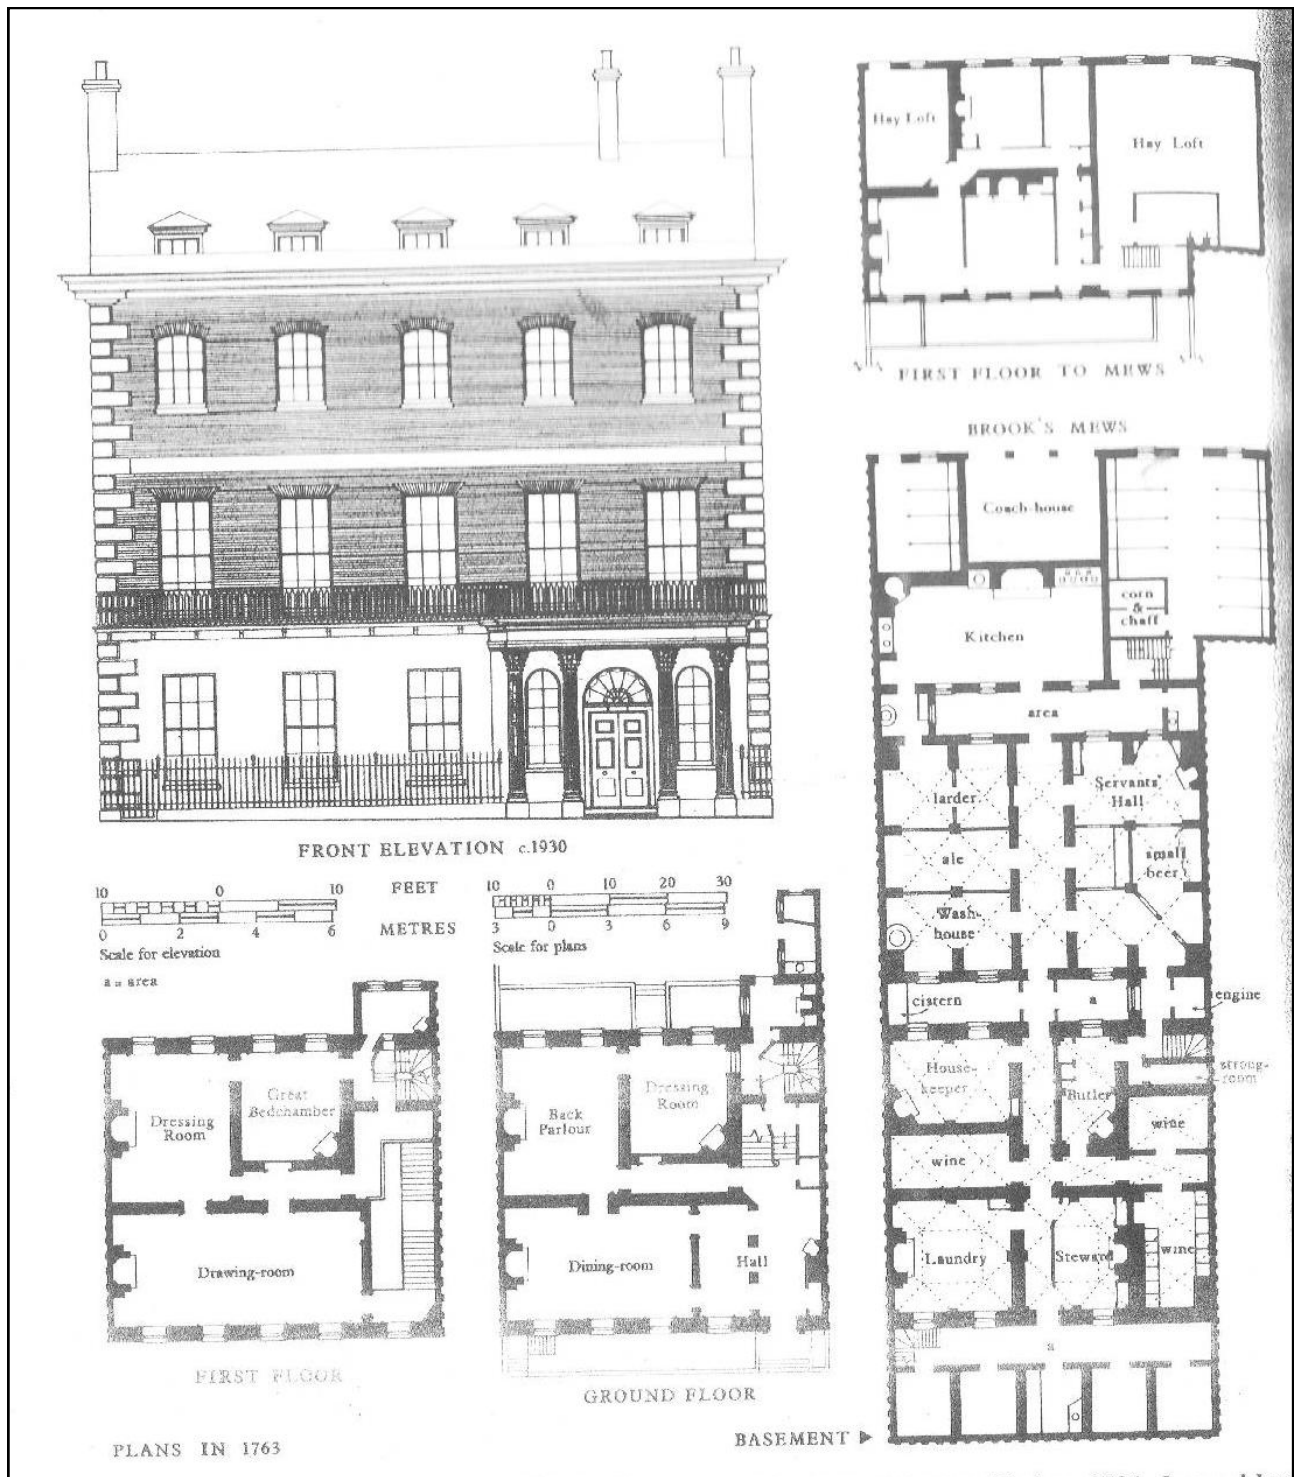 Hay Loft
Hay Loft
FIRST FLOOR TO MEWS
BROOK'S MEWS
Coach-house
corn
&
chaff
Kitchen
area
larder
Servants'
Hall
ale
small
beer
Wash-
house
cistern
a
engine
House-
keeper
Butler
strong-
room
wine
wine
Laundry
Steward
wine
a
BASEMENT
FRONT ELEVATION c.1930
10 0 10
FEET
0 2 4 6
METRES
Scale for elevation
a = area
10 0 10 20 30
3 0 3 6 9
Scale for plans
Dressing
Room
Great
Bedchamber
Drawing-room
FIRST FLOOR
Back
Parlour
Dressing
Room
Dining-room
Hall
GROUND FLOOR
PLANS IN 1763